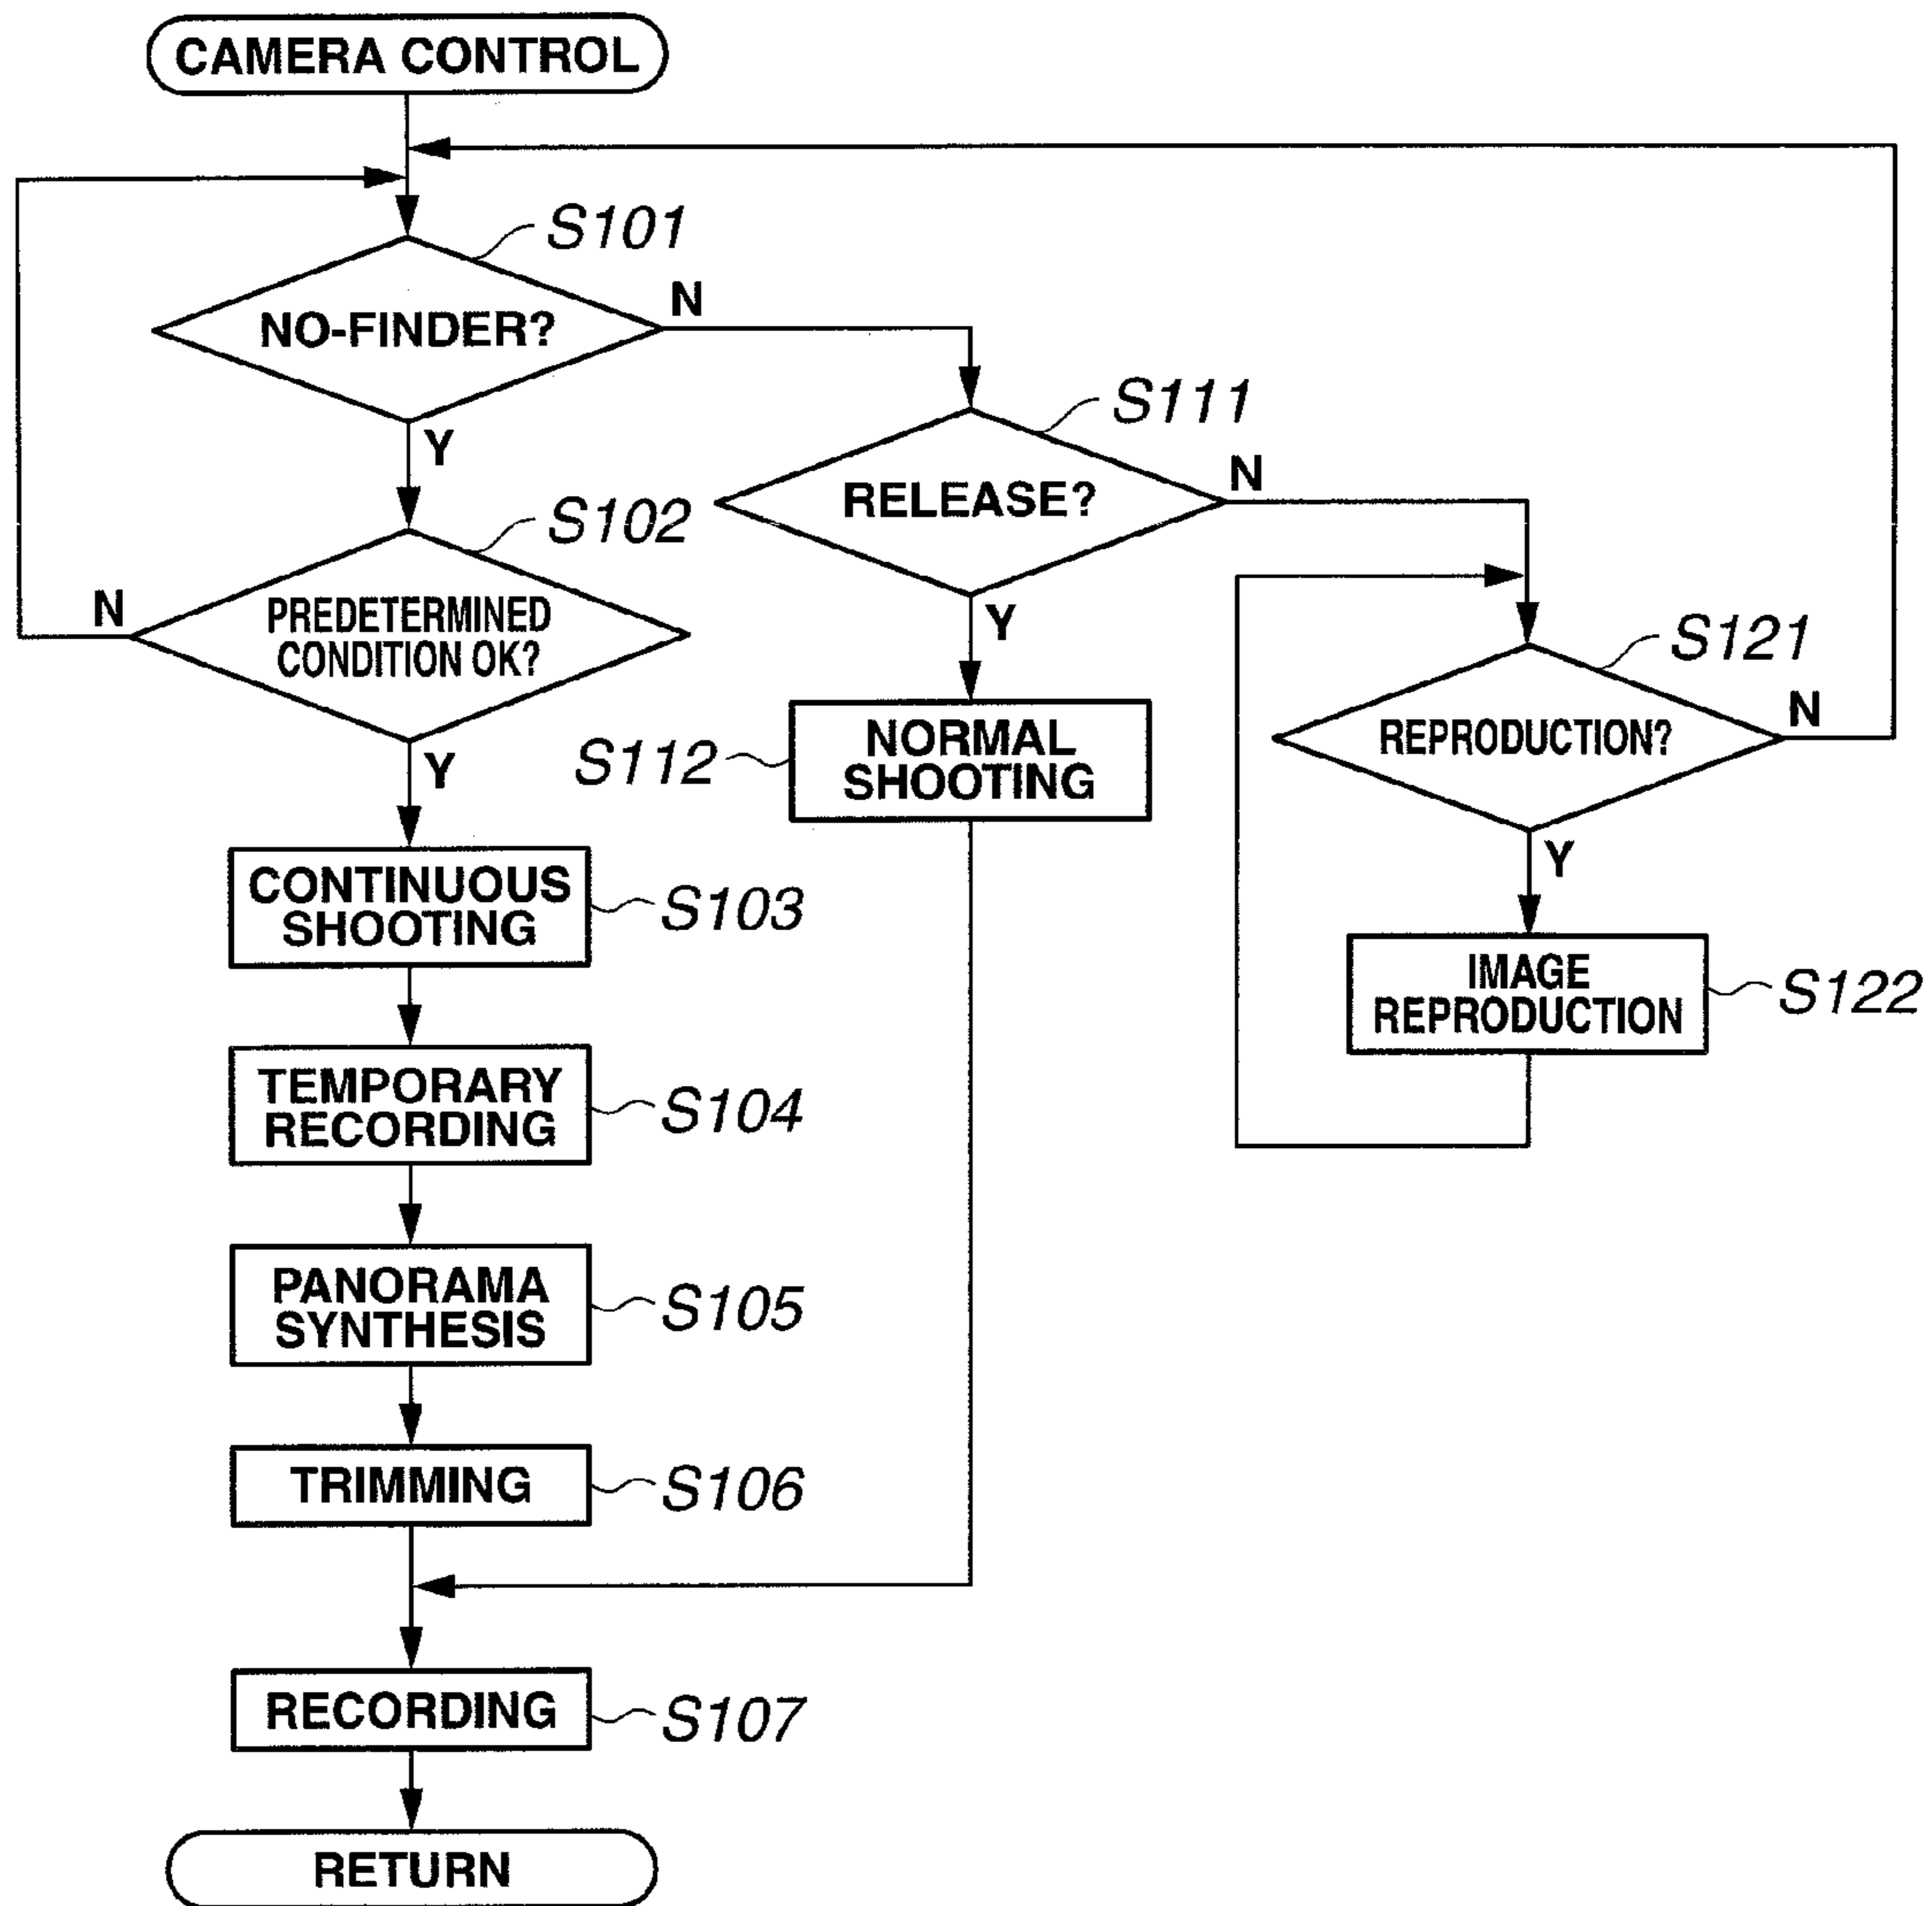 CAMERA CONTROL
S101
NO-FINDER?
N
Y
S111
RELEASE?
N
Y
S102
PREDETERMINED
CONDITION OK?
N
Y
S112
NORMAL
SHOOTING
S121
REPRODUCTION?
N
Y
CONTINUOUS
SHOOTING
S103
IMAGE
REPRODUCTION
S122
TEMPORARY
RECORDING
S104
PANORAMA
SYNTHESIS
S105
TRIMMING
S106
RECORDING
S107
RETURN